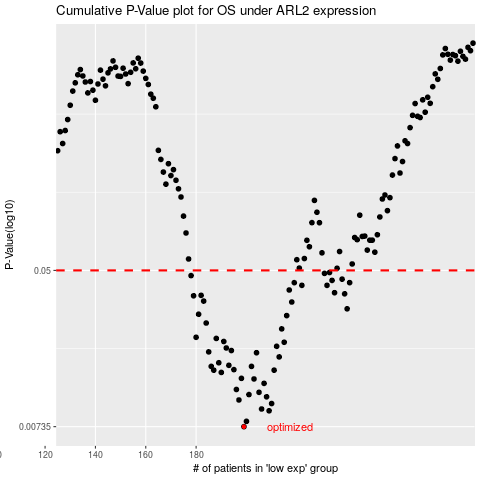 Cumulative P-Value plot for OS under ARL2 expression
P-Value(log10)
0.05
0.00735
optimized
0 120 140 160 180
# of patients in 'low exp' group